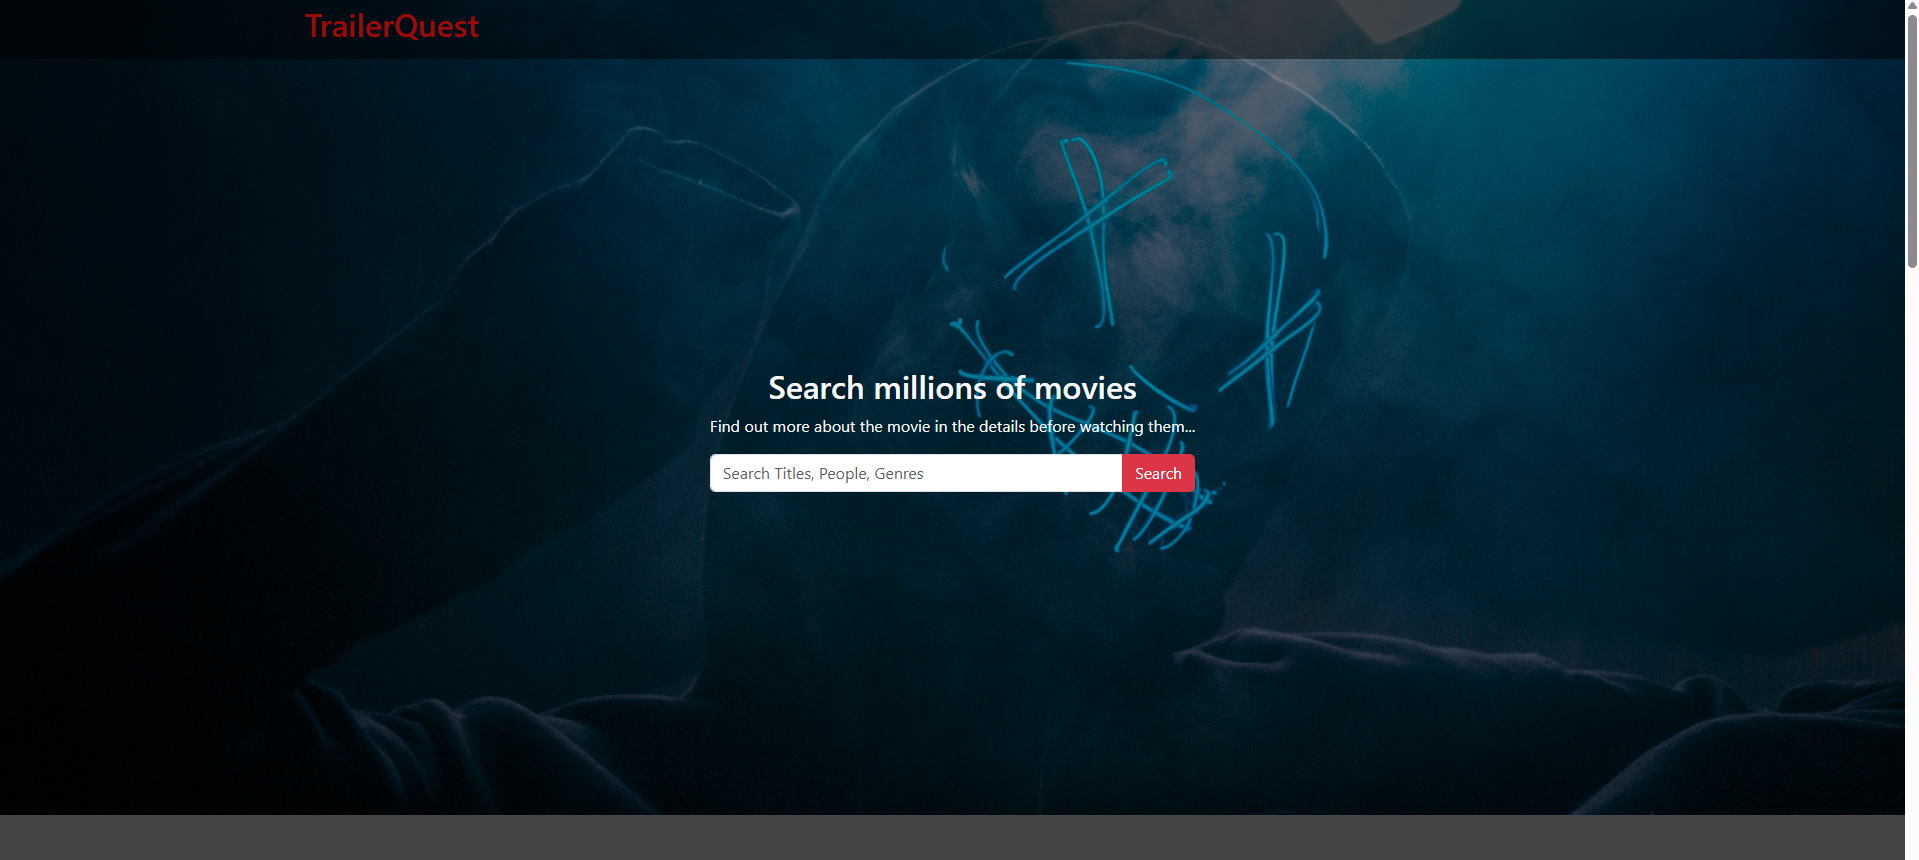 TrailerQuest
Search millions of movies
Find out more about the movie in the details before watching them...
Search Titles, People, Genres
Search